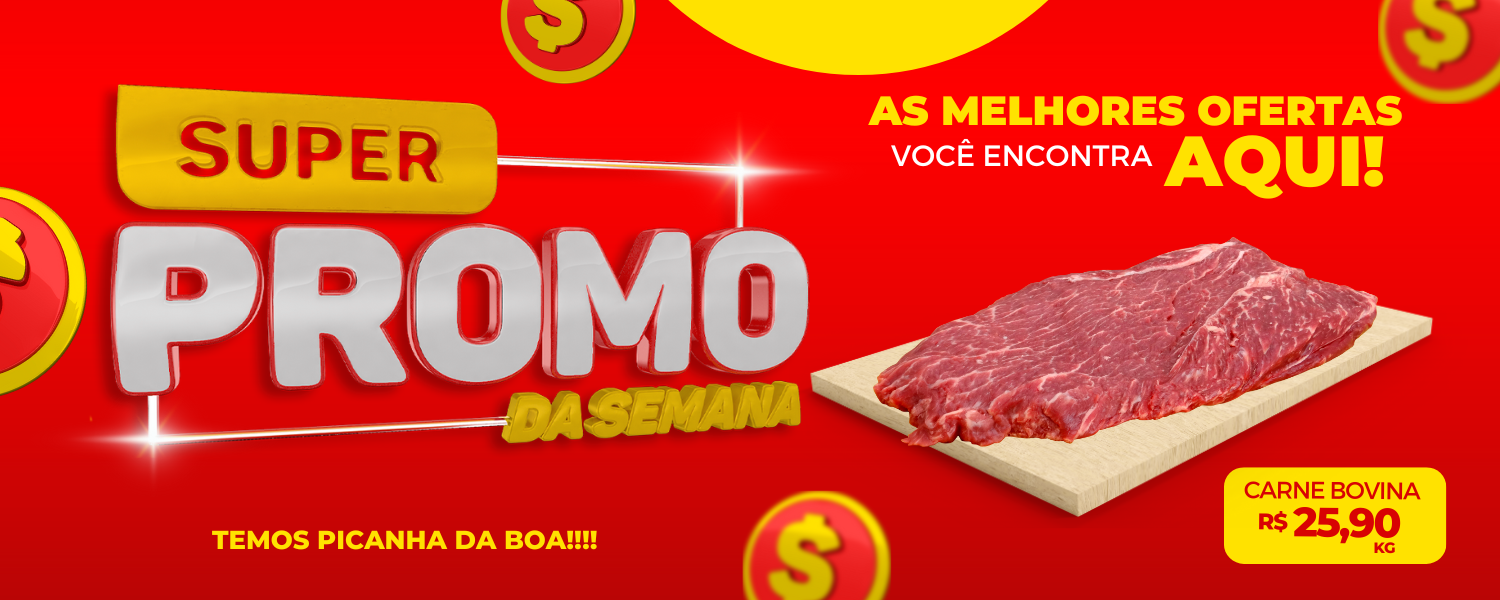 SUPER
PROMO
DA SEMANA
TEMOS PICANHA DA BOA!!!!
AS MELHORES OFERTAS
VOCÊ ENCONTRA AQUI!
CARNE BOVINA
R$ 25,90
KG
$
$
$